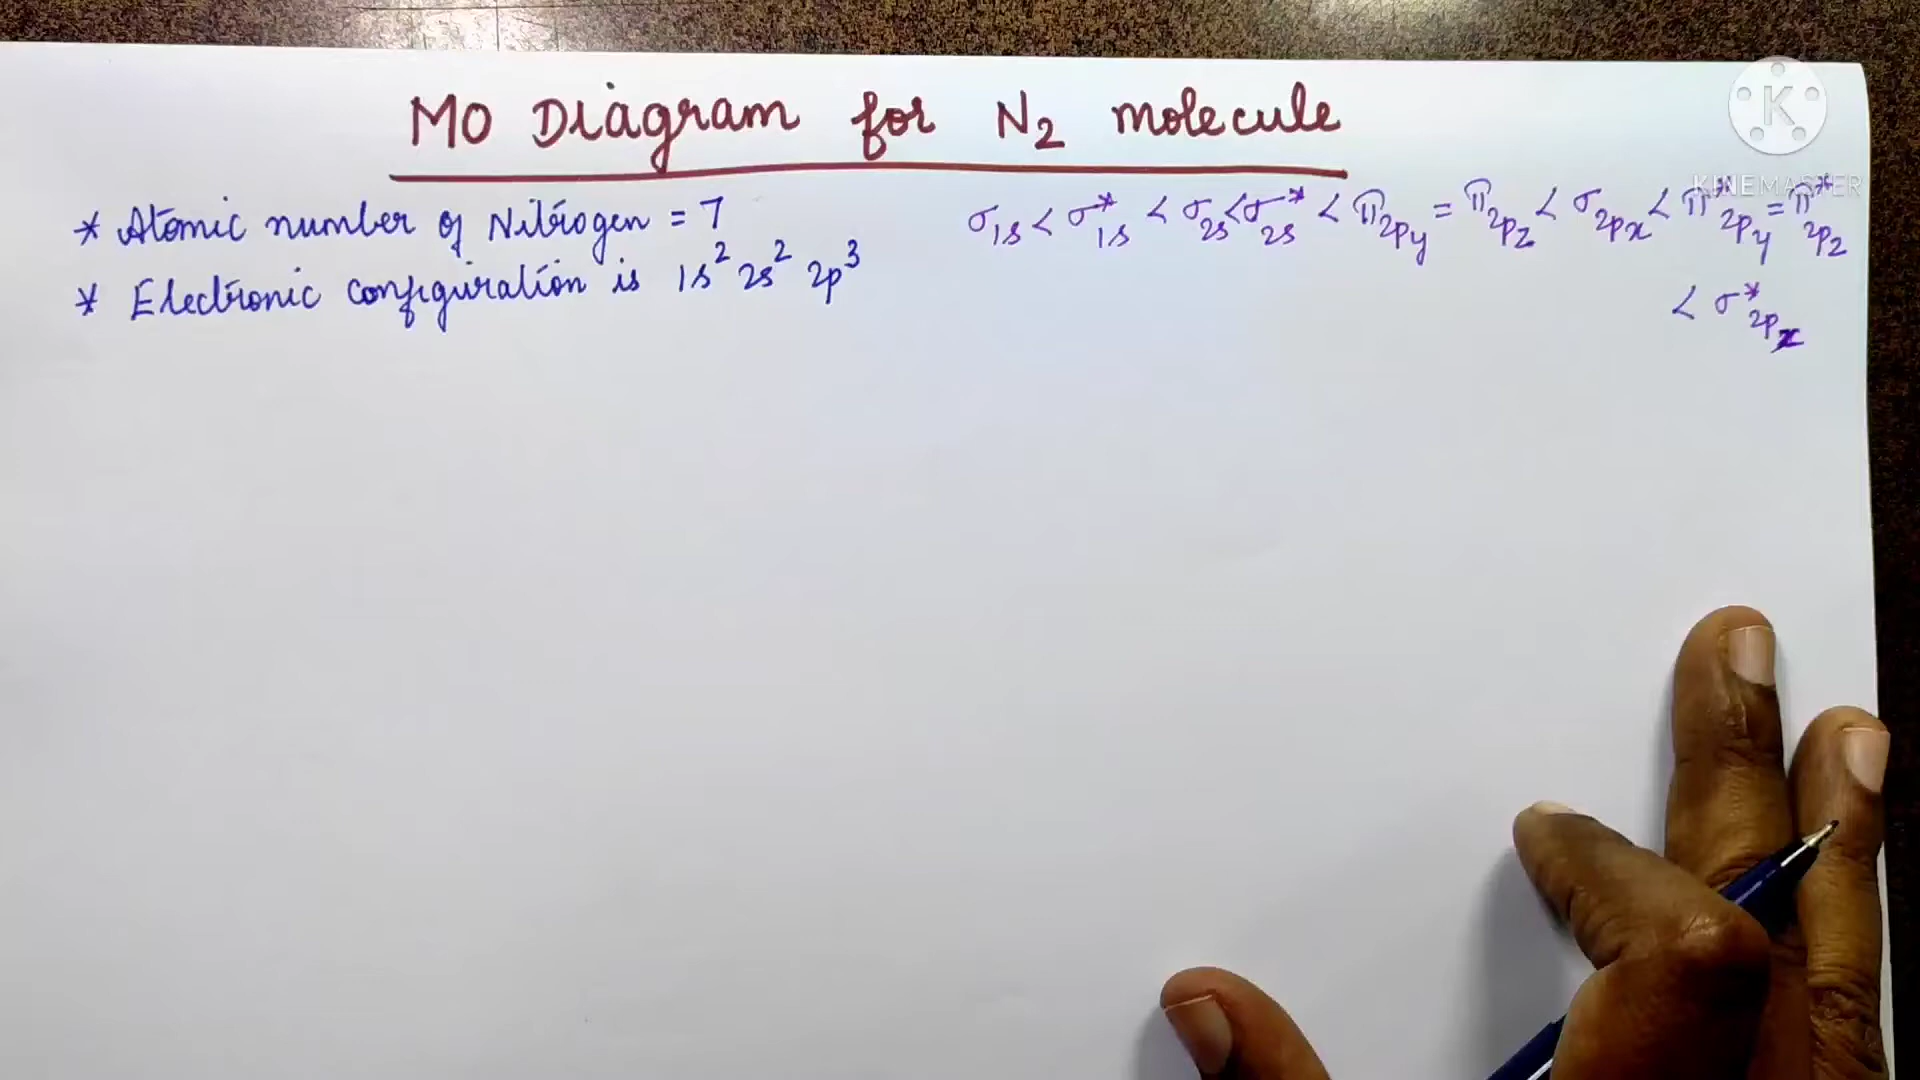 MO Diagram for N₂ molecule
K
KINEMASTER
* Atomic number of Nitrogen = 7
σ1s < σ*1s < σ2s < σ*2s < π2py = π2pz < σ2px < π*2py = π*2pz
* Electronic configuration is 1s² 2s² 2p³
< σ*2px